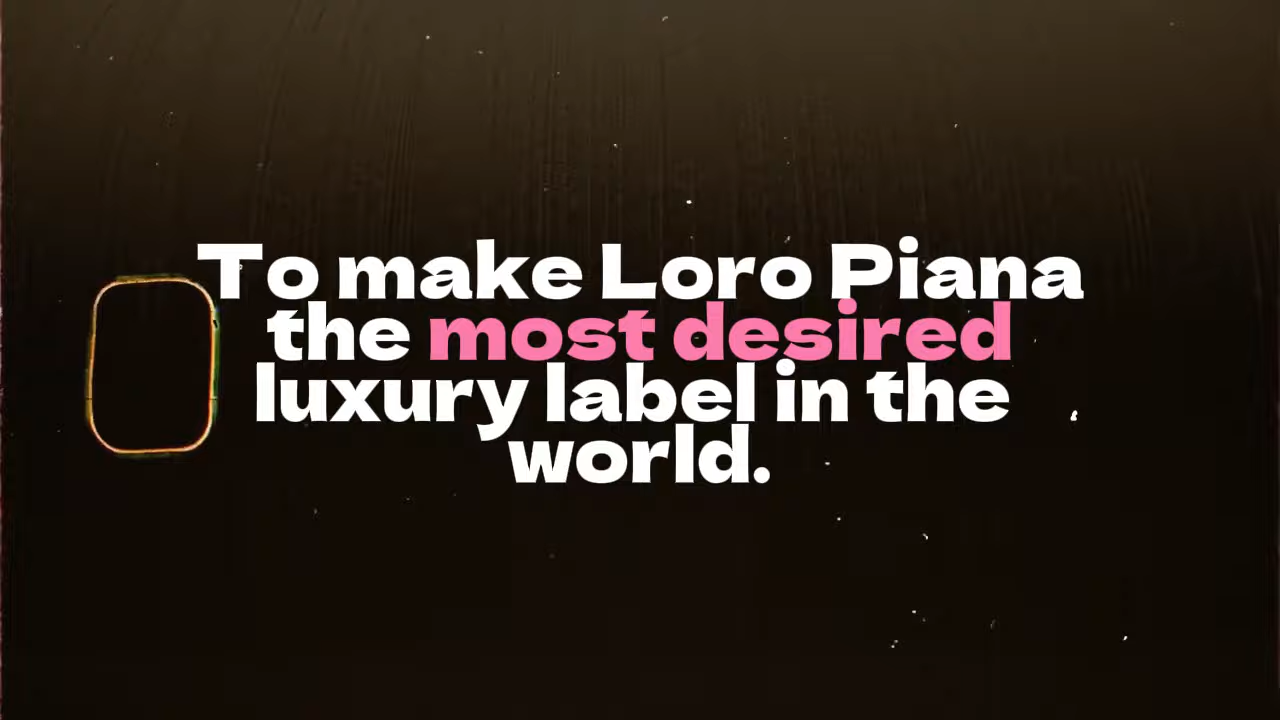 To make Loro Piana
the most desired
luxury label in the
world.